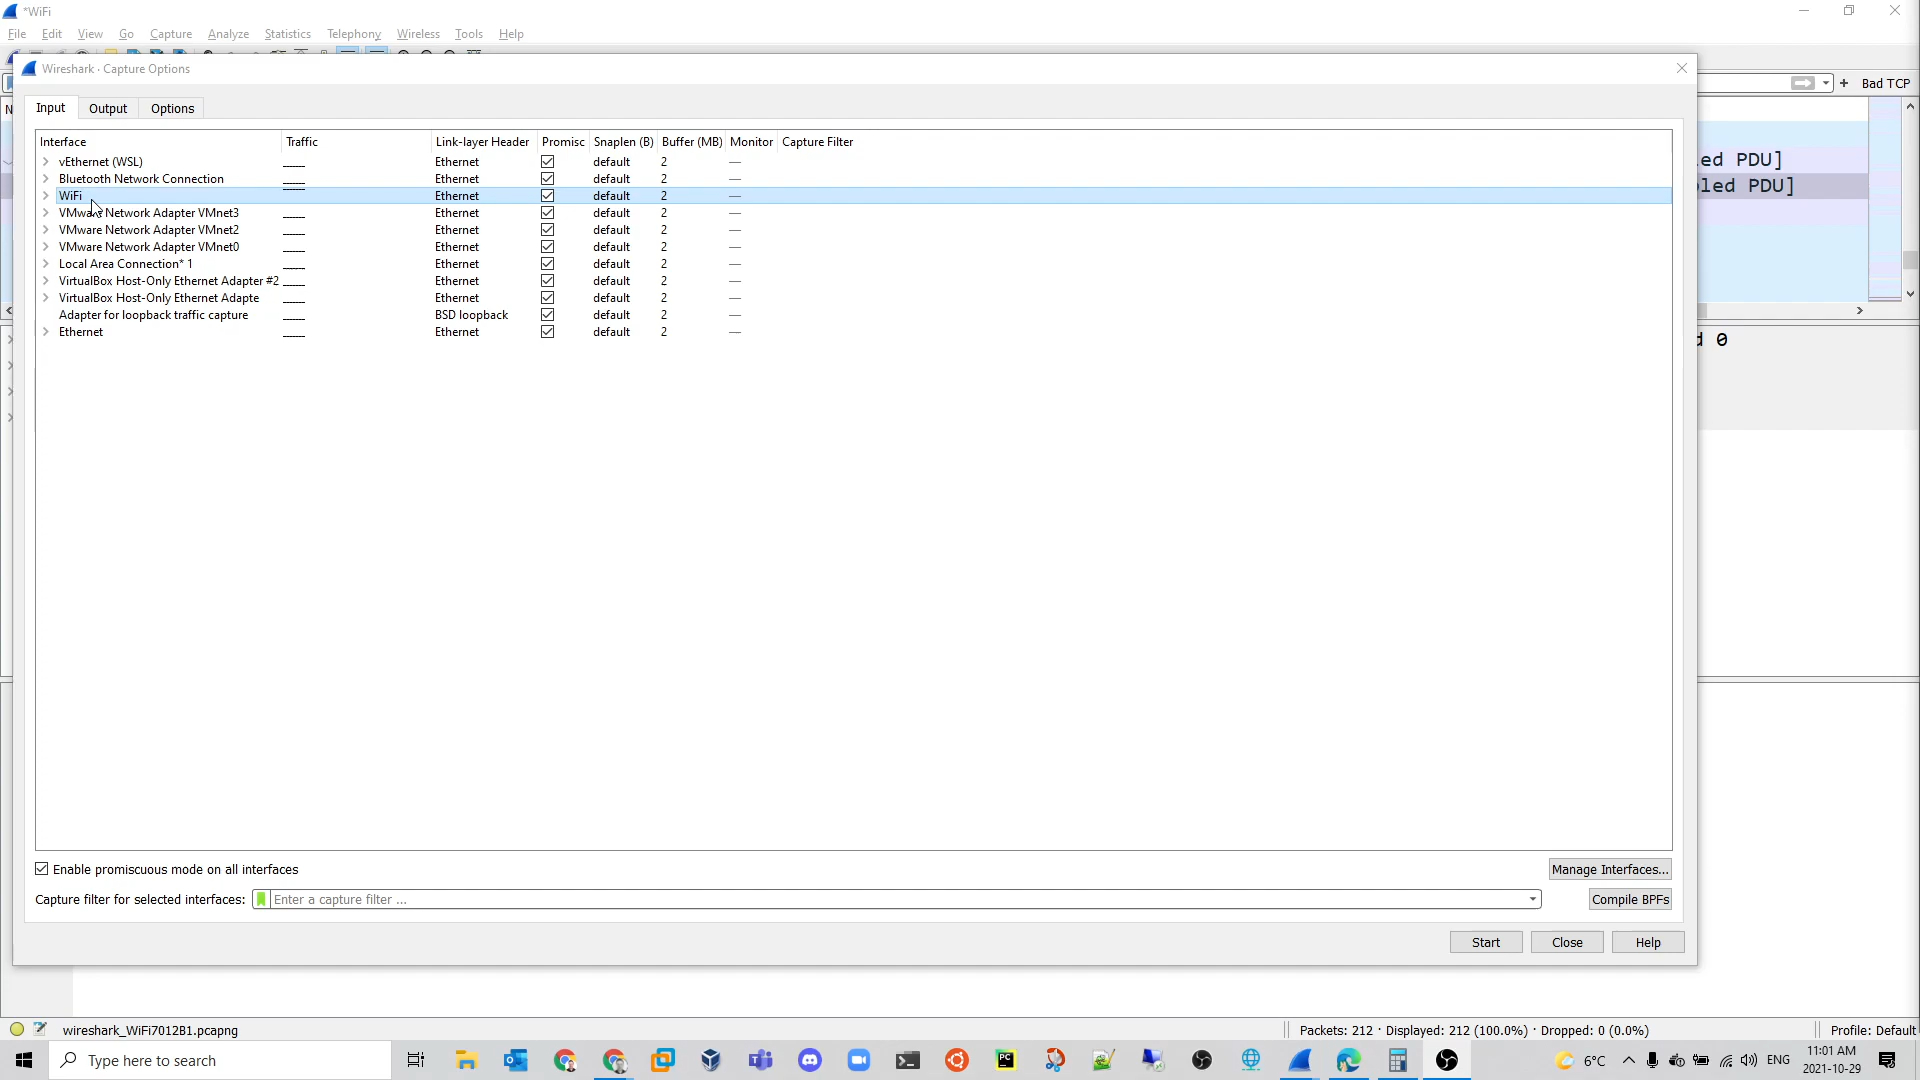 *WiFi
File Edit View Go Capture Analyze Statistics Telephony Wireless Tools Help
Wireshark · Capture Options
Bad TCP
Input Output Options
Interface Traffic Link-layer Header Promisc Snaplen (B) Buffer (MB) Monitor Capture Filter
vEthernet (WSL) Ethernet default 2 —
led PDU]
Bluetooth Network Connection Ethernet default 2 —
WiFi Ethernet default 2 —
bled PDU]
VMware Network Adapter VMnet3 Ethernet default 2 —
VMware Network Adapter VMnet2 Ethernet default 2 —
VMware Network Adapter VMnet0 Ethernet default 2 —
Local Area Connection* 1 Ethernet default 2 —
VirtualBox Host-Only Ethernet Adapter #2 Ethernet default 2 —
VirtualBox Host-Only Ethernet Adapte Ethernet default 2 —
Adapter for loopback traffic capture BSD loopback default 2 —
Ethernet Ethernet default 2 —
d 0
Enable promiscuous mode on all interfaces Manage Interfaces...
Capture filter for selected interfaces: Enter a capture filter ... Compile BPFs
Start Close Help
wireshark_WiFi7012B1.pcapng Packets: 212 · Displayed: 212 (100.0%) · Dropped: 0 (0.0%) Profile: Default
Type here to search PC 6°C ENG 11:01 AM
2021-10-29